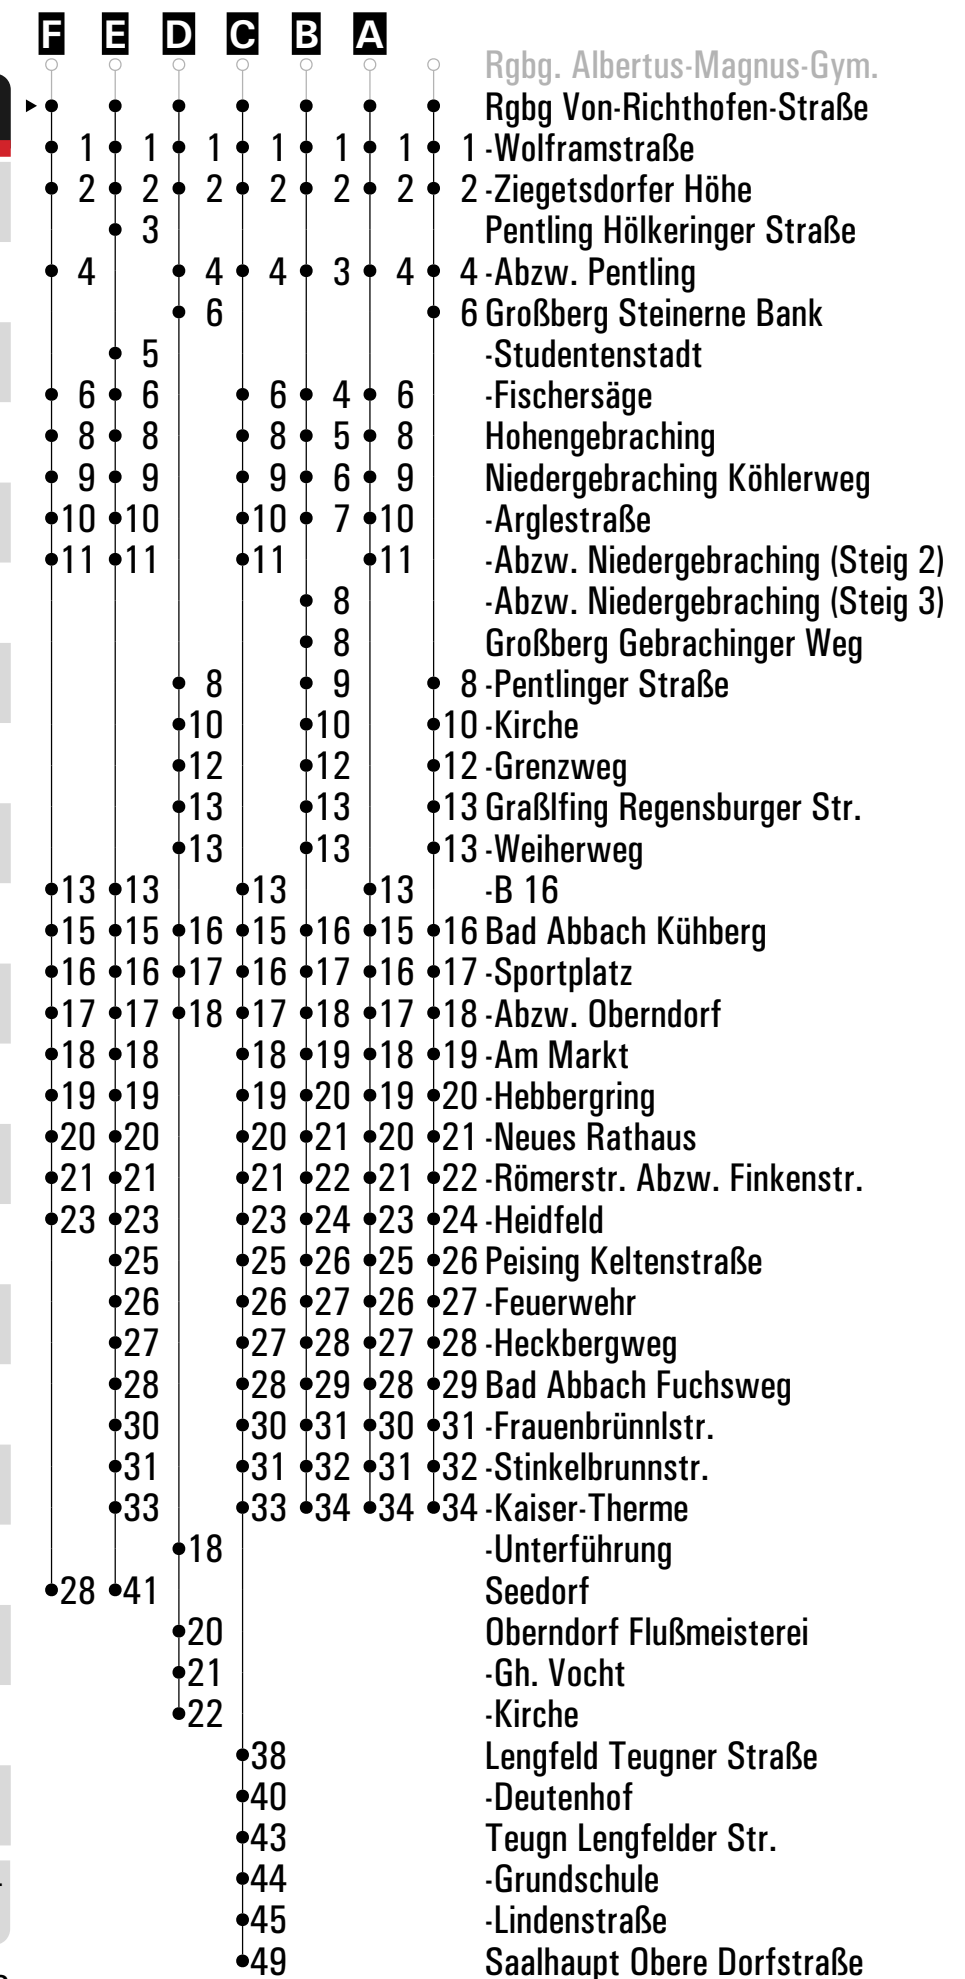 F E D C B A
Rgbg. Albertus-Magnus-Gym.
Rgbg Von-Richthofen-Straße
1 1 1 1 1 1 1 -Wolframstraße
2 2 2 2 2 2 2 -Ziegetsdorfer Höhe
3 Pentling Hölkeringer Straße
4 4 4 3 4 4 -Abzw. Pentling
6 6 Großberg Steinerne Bank
5 -Studentenstadt
6 6 6 4 6 -Fischersäge
8 8 8 5 8 Hohengebraching
9 9 9 6 9 Niedergebraching Köhlerweg
10 10 10 7 10 -Arglestraße
11 11 11 11 -Abzw. Niedergebraching (Steig 2)
8 -Abzw. Niedergebraching (Steig 3)
8 Großberg Gebrachinger Weg
8 9 8 -Pentlinger Straße
10 10 10 -Kirche
12 12 12 -Grenzweg
13 13 13 Graßlfing Regensburger Str.
13 13 13 -Weiherweg
13 13 13 13 -B 16
15 15 16 15 16 15 16 Bad Abbach Kühberg
16 16 17 16 17 16 17 -Sportplatz
17 17 18 17 18 17 18 -Abzw. Oberndorf
18 18 18 19 18 19 -Am Markt
19 19 19 20 19 20 -Hebbergring
20 20 20 21 20 21 -Neues Rathaus
21 21 21 22 21 22 -Römerstr. Abzw. Finkenstr.
23 23 23 24 23 24 -Heidfeld
25 25 26 25 26 Peising Keltenstraße
26 26 27 26 27 -Feuerwehr
27 27 28 27 28 -Heckbergweg
28 28 29 28 29 Bad Abbach Fuchsweg
30 30 31 30 31 -Frauenbrünnlstr.
31 31 32 31 32 -Stinkelbrunnstr.
33 33 34 34 34 -Kaiser-Therme
18 -Unterführung
28 41 Seedorf
20 Oberndorf Flußmeisterei
21 -Gh. Vocht
22 -Kirche
38 Lengfeld Teugner Straße
40 -Deutenhof
43 Teugn Lengfelder Str.
44 -Grundschule
45 -Lindenstraße
49 Saalhaupt Obere Dorfstraße